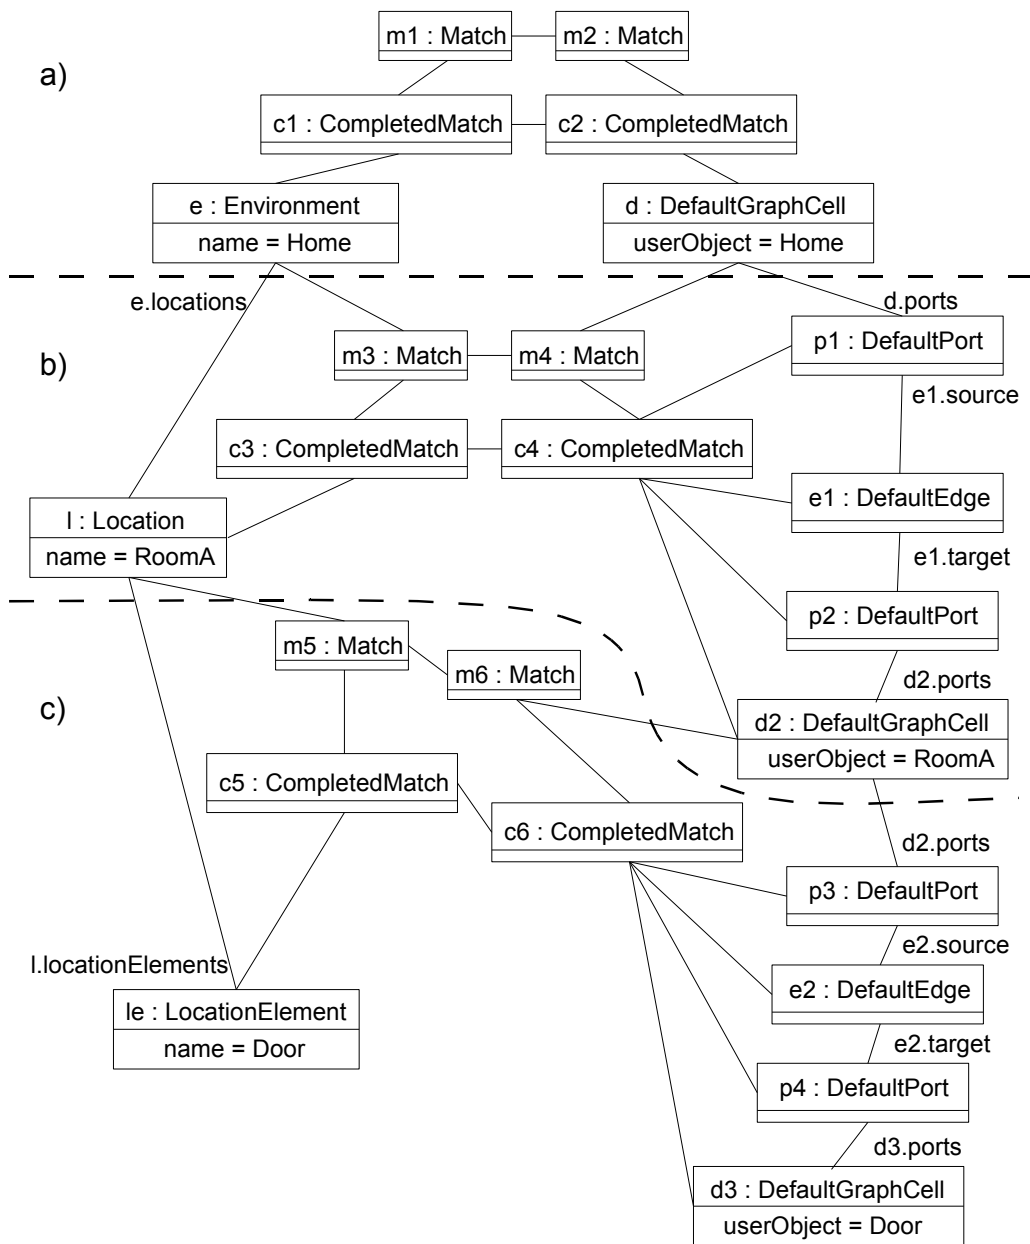 m1 : Match
m2 : Match
a)
c1 : CompletedMatch
c2 : CompletedMatch
e : Environment
name = Home
d : DefaultGraphCell
userObject = Home
e.locations
d.ports
b)
m3 : Match
m4 : Match
p1 : DefaultPort
e1.source
c3 : CompletedMatch
c4 : CompletedMatch
l : Location
name = RoomA
e1 : DefaultEdge
e1.target
p2 : DefaultPort
m5 : Match
m6 : Match
d2.ports
c)
d2 : DefaultGraphCell
userObject = RoomA
c5 : CompletedMatch
c6 : CompletedMatch
d2.ports
p3 : DefaultPort
e2.source
l.locationElements
le : LocationElement
name = Door
e2 : DefaultEdge
e2.target
p4 : DefaultPort
d3.ports
d3 : DefaultGraphCell
userObject = Door